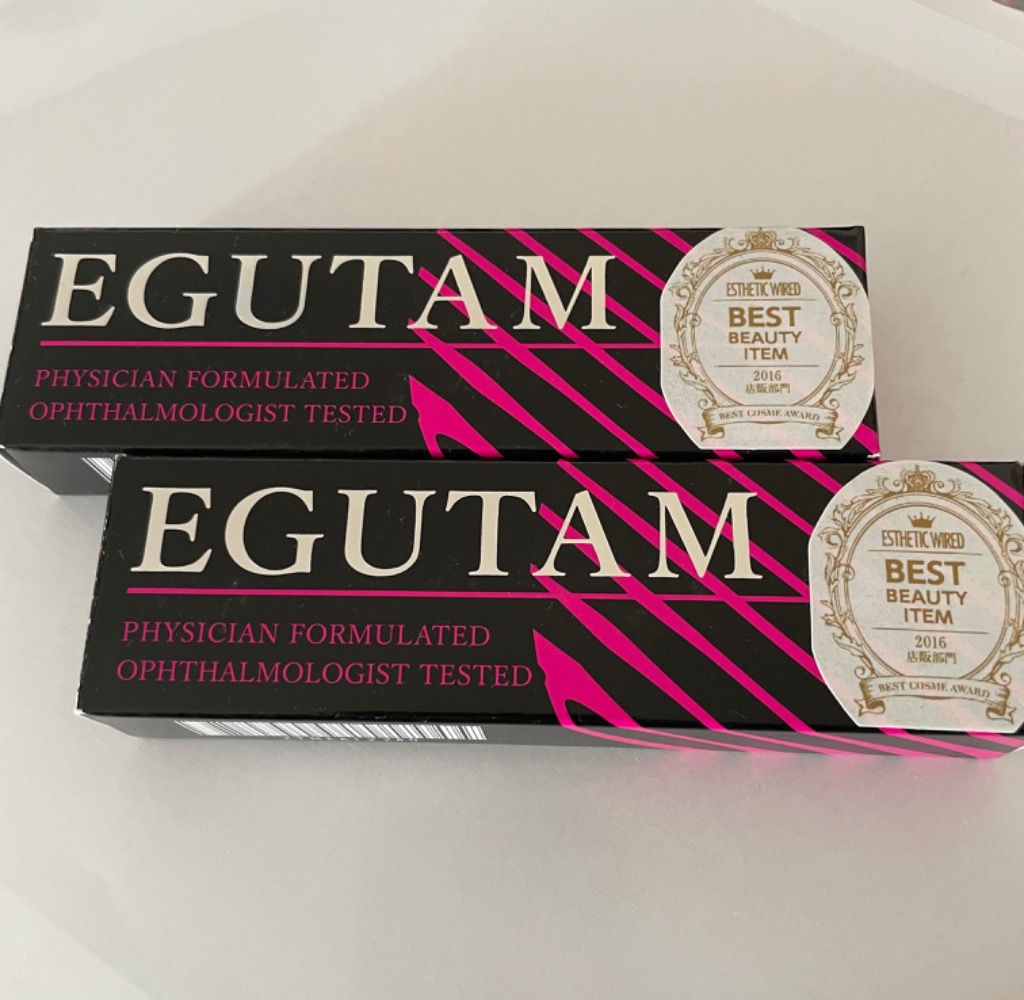 EGUTAM
PHYSICIAN FORMULATED
OPHTHALMOLOGIST TESTED
ESTHETIC WIRED
BEST
BEAUTY
ITEM
2016
店販部門
BEST COSME AWARD
EGUTAM
PHYSICIAN FORMULATED
OPHTHALMOLOGIST TESTED
ESTHETIC WIRED
BEST
BEAUTY
ITEM
2016
店販部門
BEST COSME AWARD